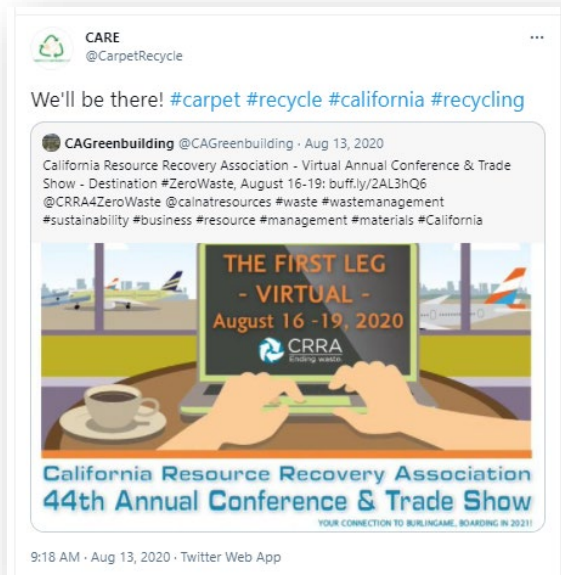 CARE
@CarpetRecycle
We'll be there! #carpet #recycle #california #recycling
CAGreenbuilding @CAGreenbuilding · Aug 13, 2020
California Resource Recovery Association - Virtual Annual Conference & Trade
Show - Destination #ZeroWaste, August 16-19: buff.ly/2AL3hQ6
@CRRA4ZeroWaste @calnatresources #waste #wastemanagement
#sustainability #business #resource #management #materials #California
THE FIRST LEG
- VIRTUAL -
August 16 -19, 2020
CRRA
Ending waste.
California Resource Recovery Association
44th Annual Conference & Trade Show
YOUR CONNECTION TO BURLINGAME, BOARDING IN 2021!
9:18 AM · Aug 13, 2020 · Twitter Web App